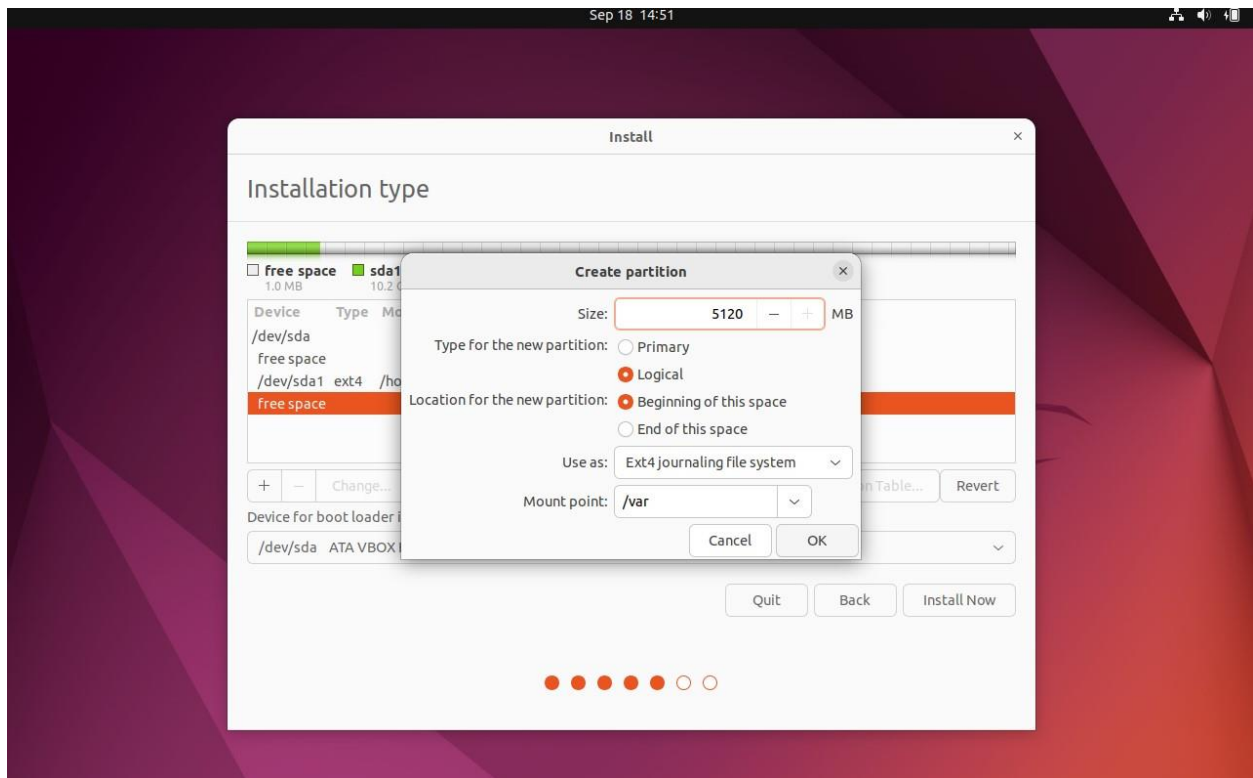 Sep 18 14:51
Install
Installation type
free space sda1
1.0 MB 10.2
Create partition
Size: 5120 MB
Type for the new partition: Primary
Logical
Location for the new partition: Beginning of this space
End of this space
Use as: Ext4 journaling file system
Mount point: /var
Cancel OK
Device Type
/dev/sda
free space
/dev/sda1 ext4
free space
+ − Change... Table... Revert
Device for boot loader
/dev/sda ATA VBOX
Quit Back Install Now